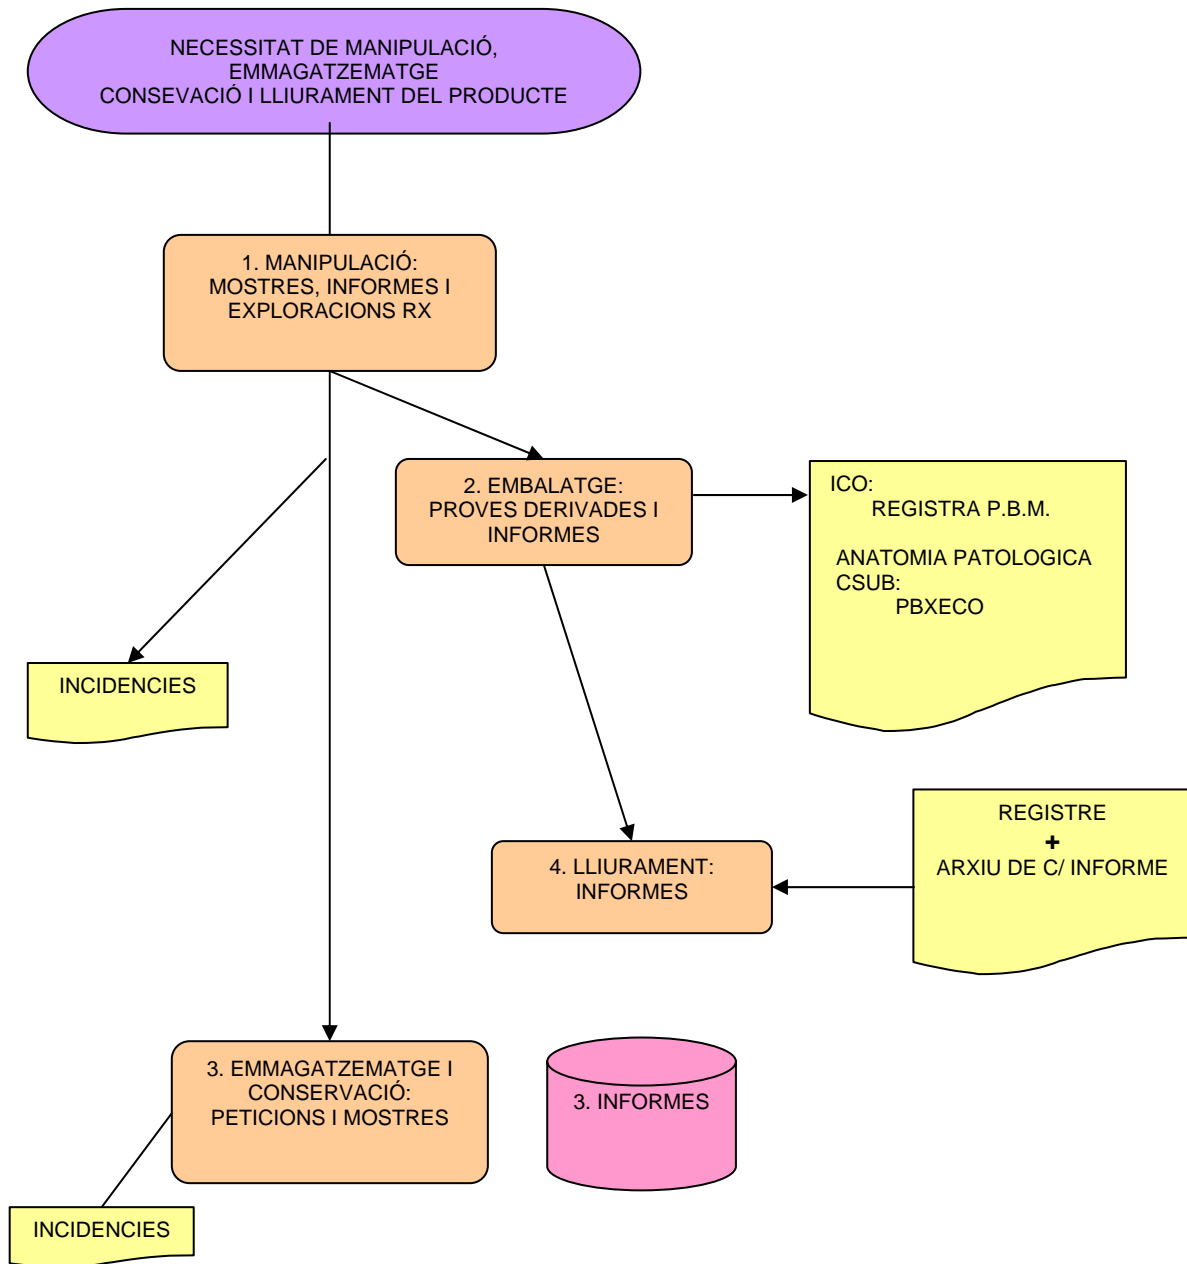 NECESSITAT DE MANIPULACIÓ,
EMMAGATZEMATGE
CONSEVACIÓ I LLIURAMENT DEL PRODUCTE
1. MANIPULACIÓ:
MOSTRES, INFORMES I
EXPLORACIONS RX
2. EMBALATGE:
PROVES DERIVADES I
INFORMES
ICO:
REGISTRA P.B.M.
ANATOMIA PATOLOGICA
CSUB:
PBXECO
INCIDENCIES
4. LLIURAMENT:
INFORMES
REGISTRE
+
ARXIU DE C/ INFORME
3. EMMAGATZEMATGE I
CONSERVACIÓ:
PETICIONS I MOSTRES
3. INFORMES
INCIDENCIES